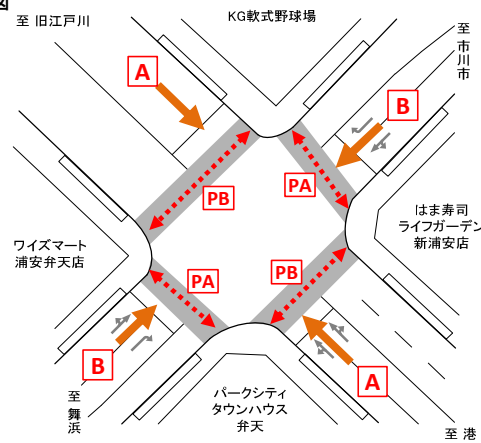 図
至 旧江戸川
KG軟式野球場
至市川市
A
B
PB
PA
はま寿司
ライフガーデン
新浦安店
ワイズマート
浦安弁天店
PA
PB
B
A
至舞浜
パークシティ
タウンハウス
弁天
至 港